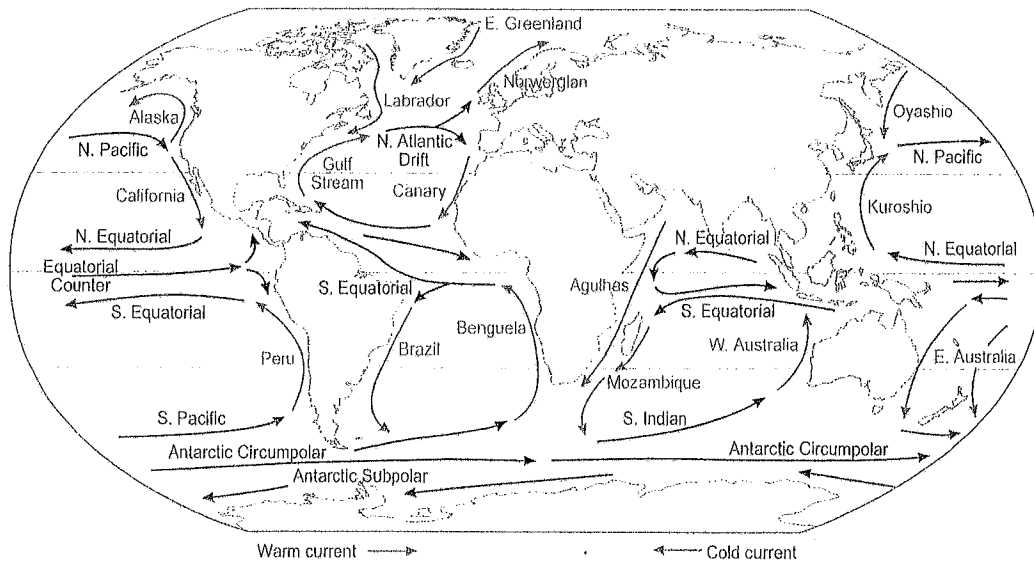 E. Greenland
Norwegian
Labrador
Alaska
Oyashio
N. Pacific
N. Atlantic
Drift
N. Pacific
Gulf
Stream
California
Canary
Kuroshio
N. Equatorial
N. Equatorial
N. Equatorial
Equatorial
Counter
S. Equatorial
Agulhas
S. Equatorial
S. Equatorial
Benguela
Peru
Brazil
W. Australia
E. Australia
Mozambique
S. Pacific
S. Indian
Antarctic Circumpolar
Antarctic Circumpolar
Antarctic Subpolar
Warm current
Cold current